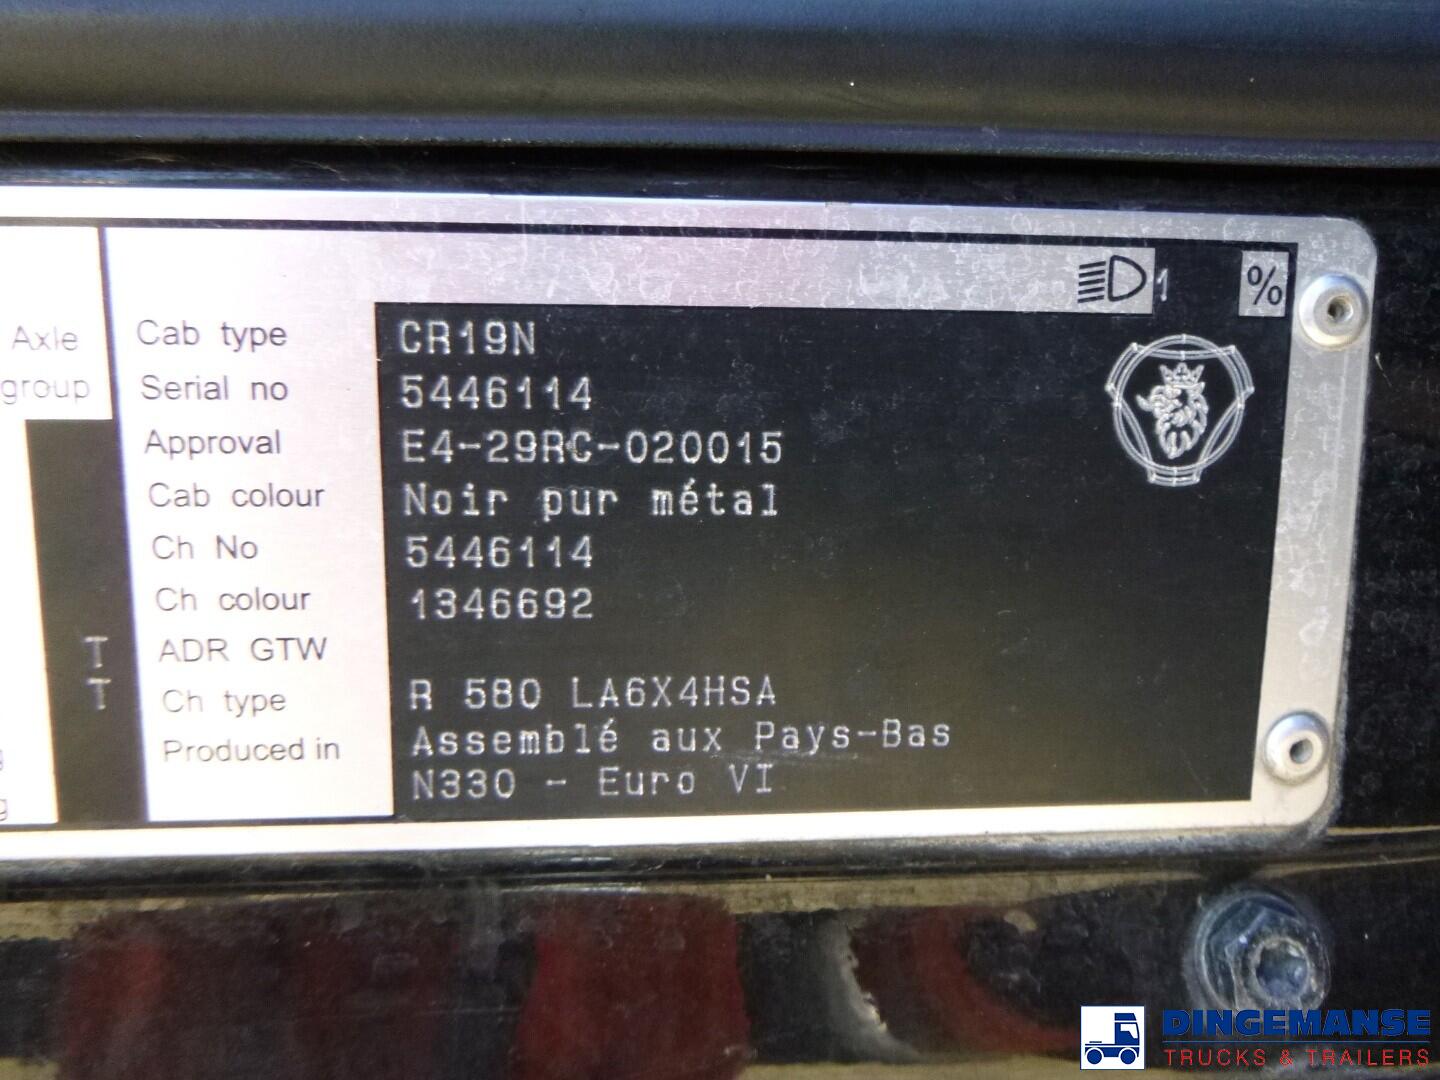 1 %
Axle
group
Cab type CR19N
Serial no 5446114
Approval E4-29RC-020015
Cab colour Noir pur métal
Ch No 5446114
Ch colour 1346692
T ADR GTW
T Ch type R 580 LA6X4HSA
Produced in Assemblé aux Pays-Bas
N330 - Euro VI
DINGEMANSE
TRUCKS & TRAILERS